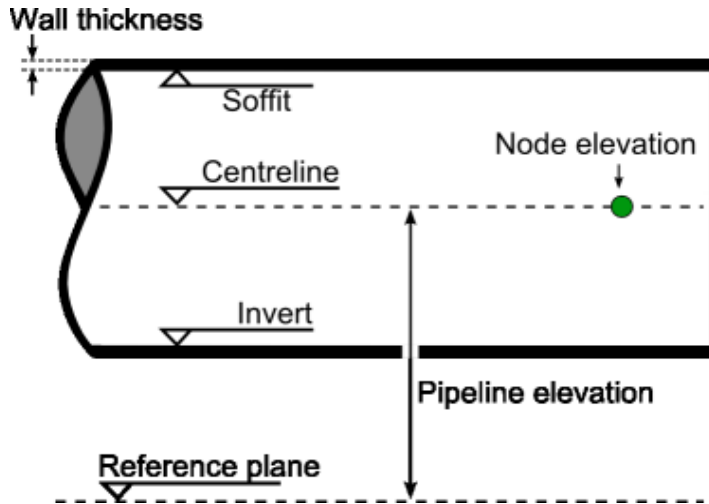 Wall thickness
Soffit
Node elevation
Centreline
Invert
Pipeline elevation
Reference plane